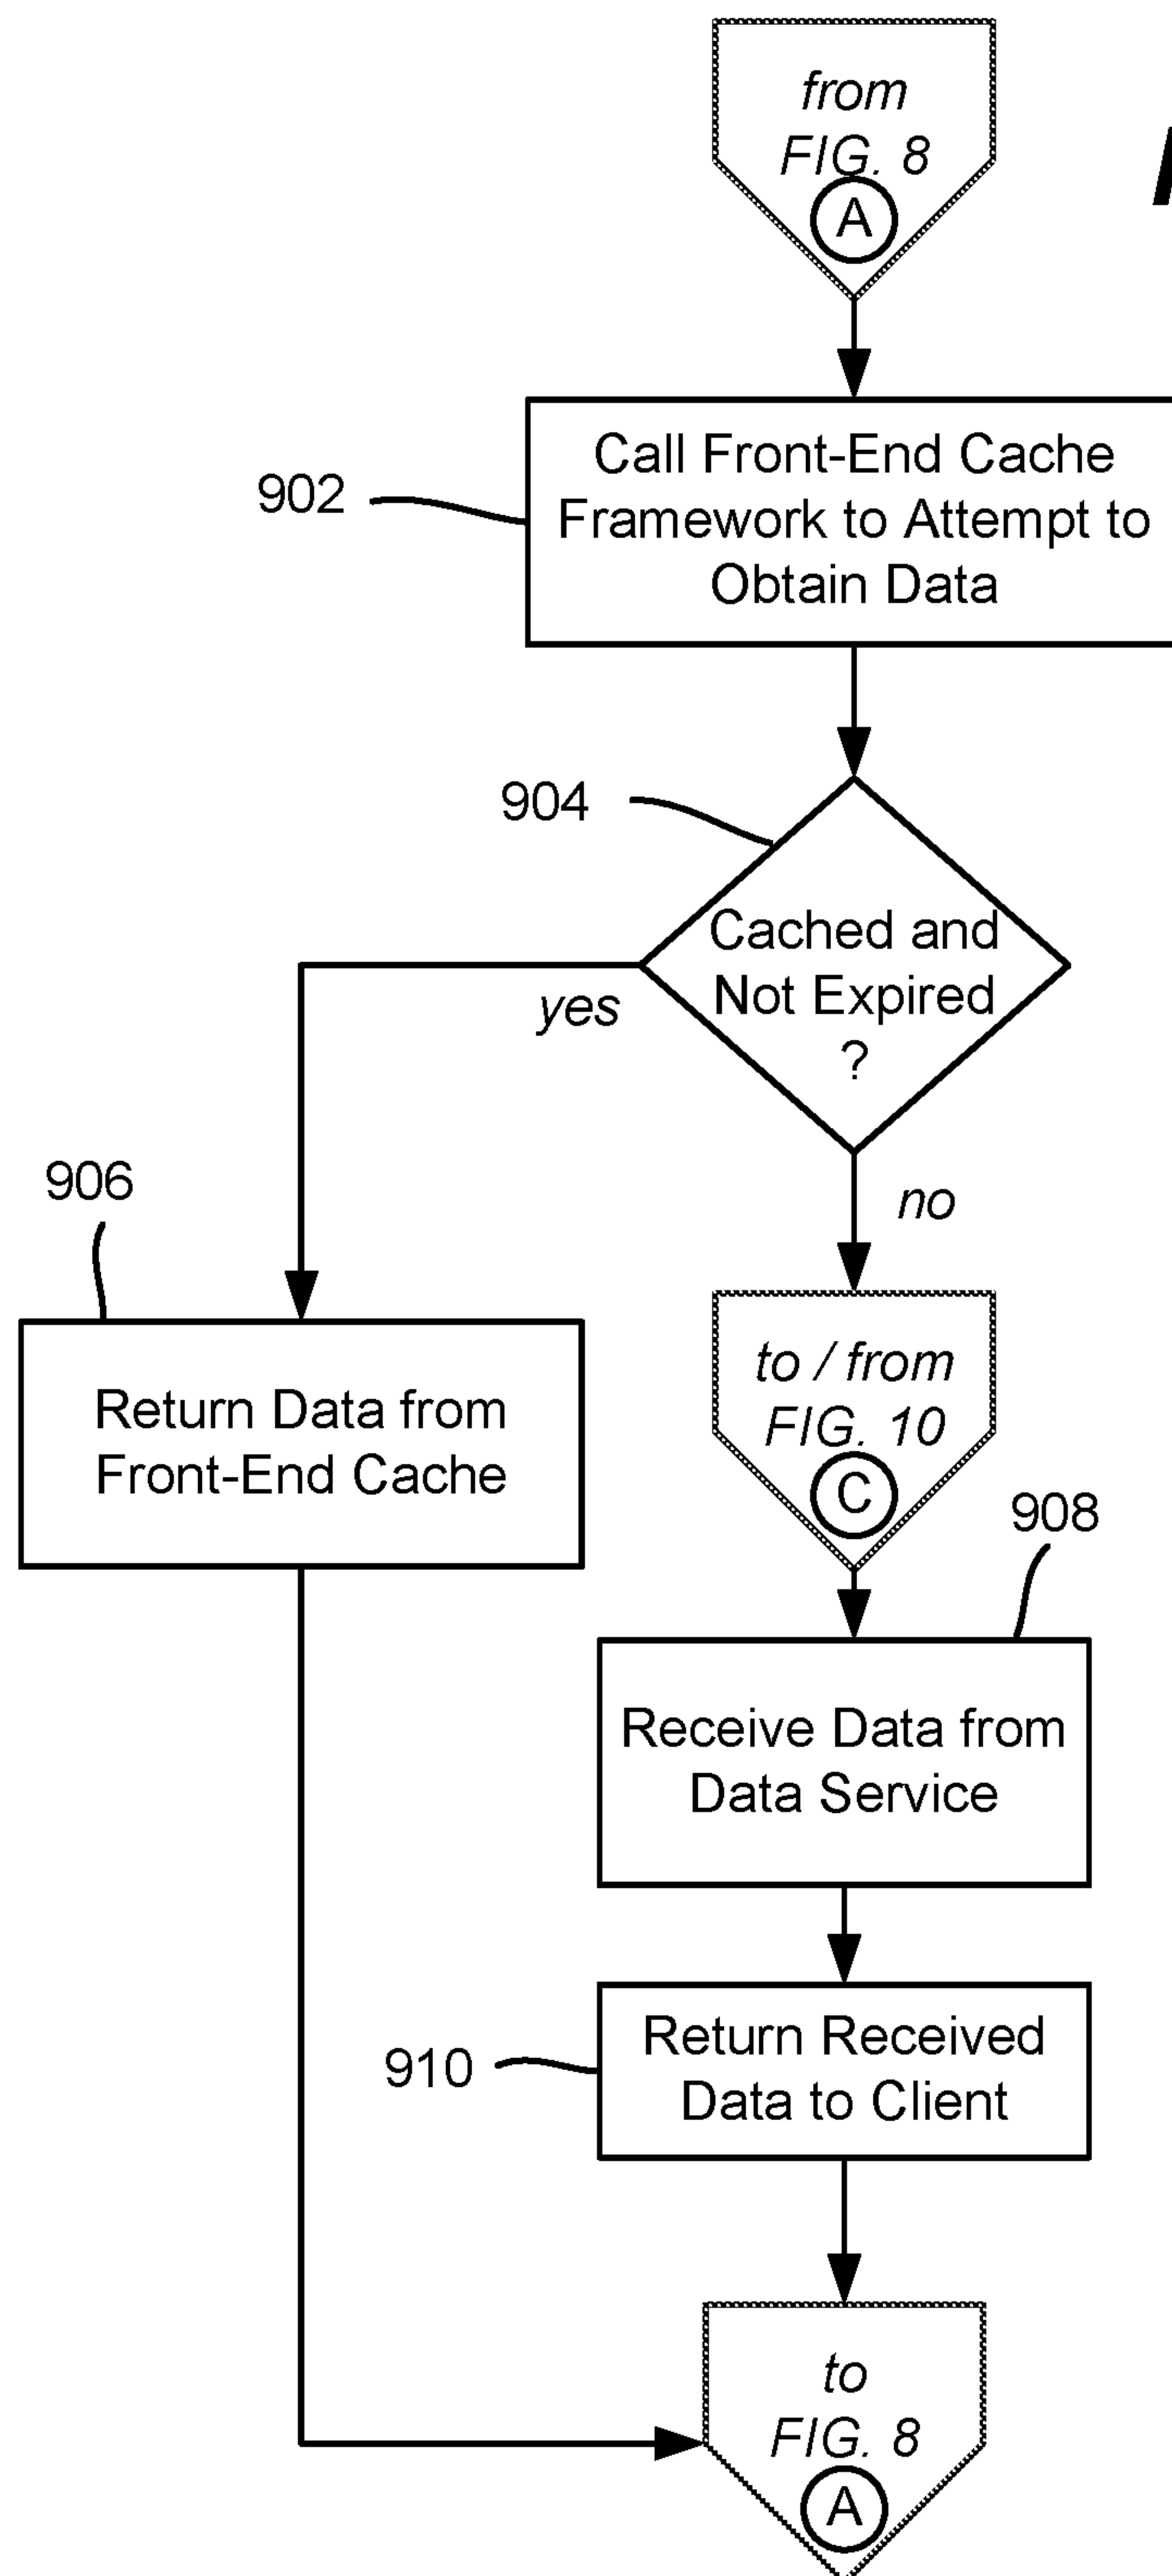 from
FIG. 8
A
902
Call Front-End Cache
Framework to Attempt to
Obtain Data
904
Cached and
Not Expired
?
yes
no
906
Return Data from
Front-End Cache
to / from
FIG. 10
C
908
Receive Data from
Data Service
910
Return Received
Data to Client
to
FIG. 8
A